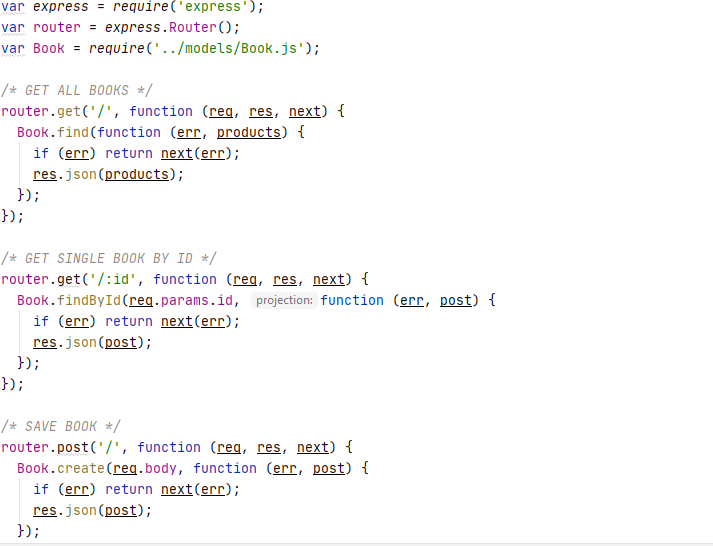 var express = require('express');
var router = express.Router();
var Book = require('../models/Book.js');
/* GET ALL BOOKS */
router.get('/', function (req, res, next) {
  Book.find(function (err, products) {
    if (err) return next(err);
    res.json(products);
  });
});
/* GET SINGLE BOOK BY ID */
router.get('/:id', function (req, res, next) {
  Book.findById(req.params.id, projection: function (err, post) {
    if (err) return next(err);
    res.json(post);
  });
});
/* SAVE BOOK */
router.post('/', function (req, res, next) {
  Book.create(req.body, function (err, post) {
    if (err) return next(err);
    res.json(post);
  });